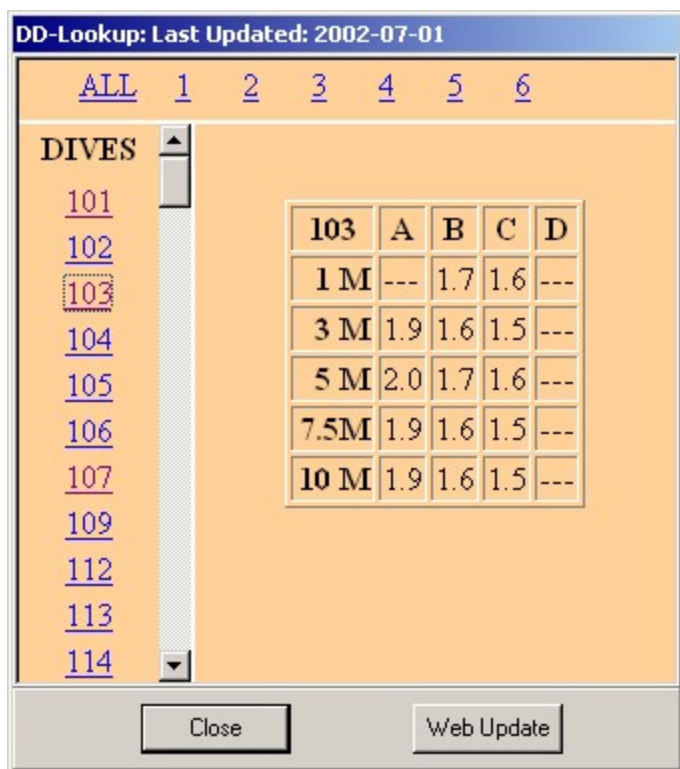 DD-Lookup: Last Updated: 2002-07-01
ALL 1 2 3 4 5 6
DIVES
101
102
103
104
105
106
107
109
112
113
114
103 A B C D
1 M --- 1.7 1.6 ---
3 M 1.9 1.6 1.5 ---
5 M 2.0 1.7 1.6 ---
7.5M 1.9 1.6 1.5 ---
10 M 1.9 1.6 1.5 ---
Close Web Update